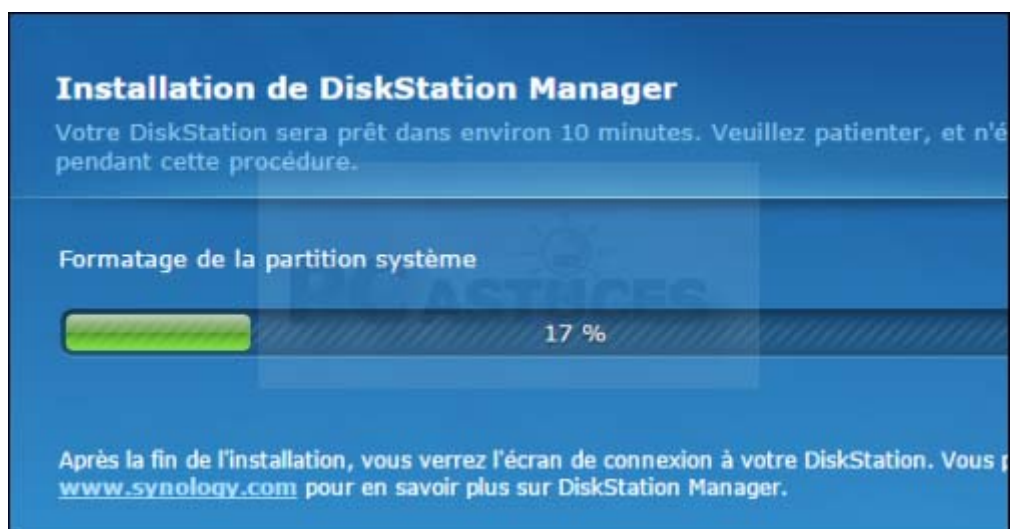 Installation de DiskStation Manager
Votre DiskStation sera prêt dans environ 10 minutes. Veuillez patienter, et n'é
pendant cette procédure.
Formatage de la partition système
PC ASTUCES
17 %
Après la fin de l'installation, vous verrez l'écran de connexion à votre DiskStation. Vous
www.synology.com pour en savoir plus sur DiskStation Manager.